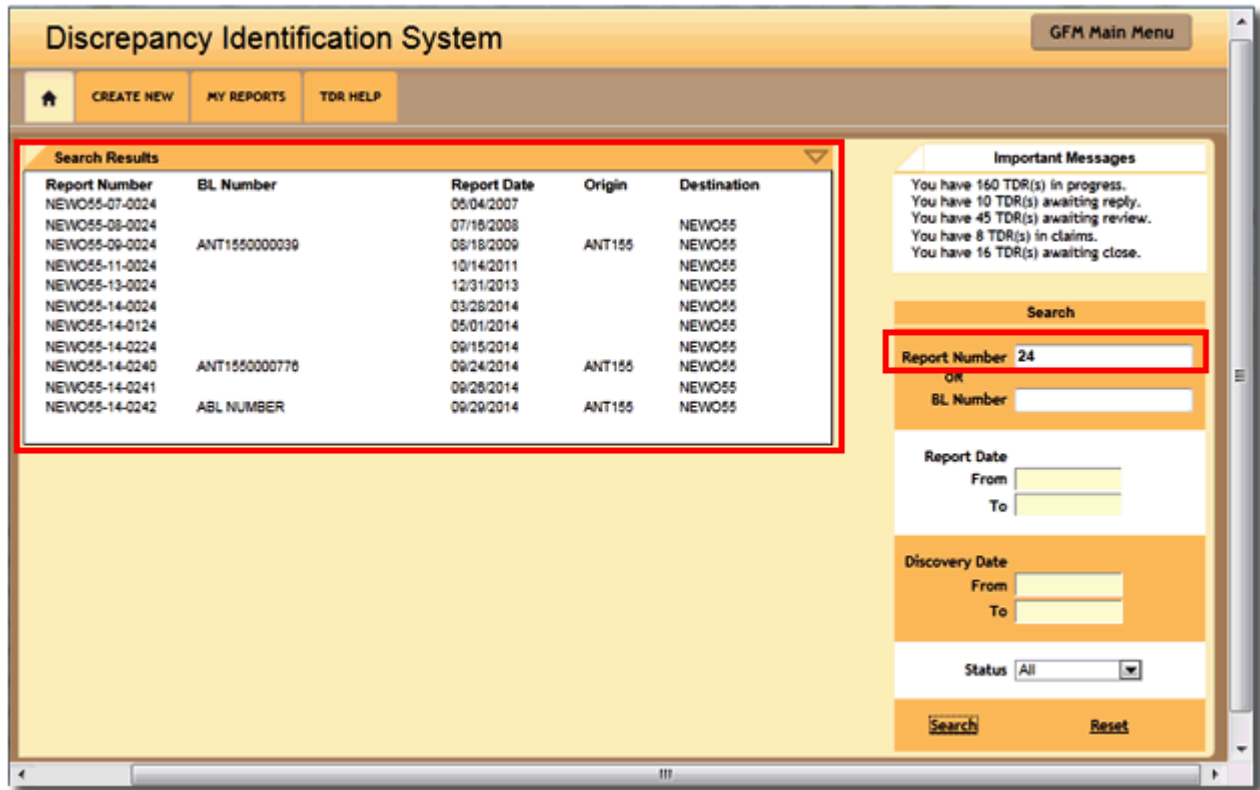 Discrepancy Identification System
GFM Main Menu
CREATE NEW MY REPORTS TDR HELP
Search Results
Report Number BL Number Report Date Origin Destination
NEWO55-07-0024 06/04/2007
NEWO55-08-0024 07/16/2008 NEWO55
NEWO55-09-0024 ANT1550000039 08/18/2009 ANT155 NEWO55
NEWO55-11-0024 10/14/2011 NEWO55
NEWO55-13-0024 12/31/2013 NEWO55
NEWO55-14-0024 03/28/2014 NEWO55
NEWO55-14-0124 05/01/2014 NEWO55
NEWO55-14-0224 09/15/2014 NEWO55
NEWO55-14-0240 ANT1550000776 09/24/2014 ANT155 NEWO55
NEWO55-14-0241 09/26/2014 NEWO55
NEWO55-14-0242 ABL NUMBER 09/29/2014 ANT155 NEWO55
Important Messages
You have 160 TDR(s) in progress.
You have 10 TDR(s) awaiting reply.
You have 45 TDR(s) awaiting review.
You have 8 TDR(s) in claims.
You have 16 TDR(s) awaiting close.
Search
Report Number 24
OR
BL Number
Report Date
From
To
Discovery Date
From
To
Status All
Search Reset